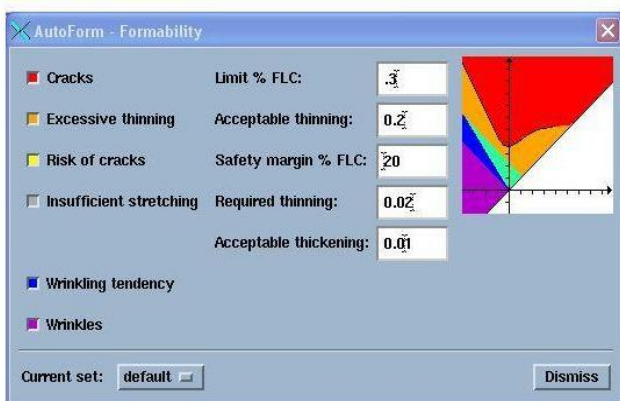 AutoForm - Formability
Cracks Limit % FLC: .3
Excessive thinning Acceptable thinning: 0.2
Risk of cracks Safety margin % FLC: 20
Insufficient stretching Required thinning: 0.02
Acceptable thickening: 0.01
Wrinkling tendency
Wrinkles
Current set: default Dismiss